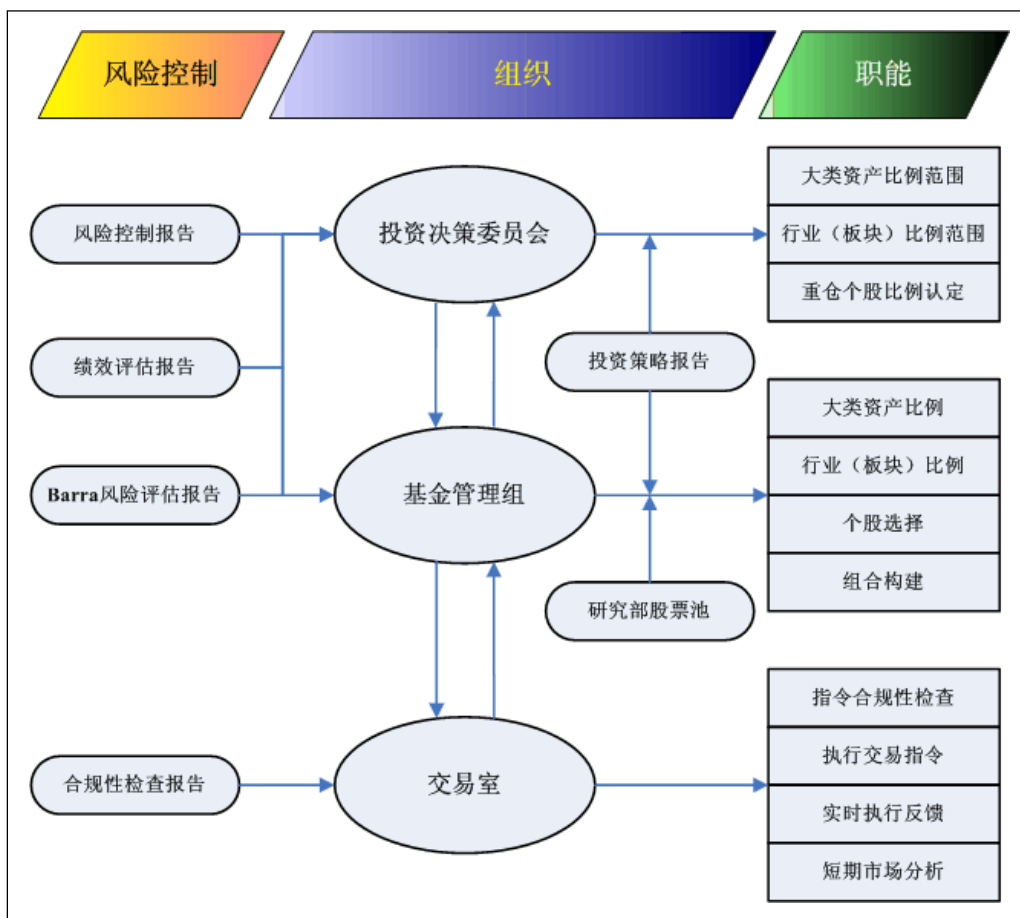 风险控制
组织
职能
风险控制报告
绩效评估报告
Barra风险评估报告
合规性检查报告
投资决策委员会
基金管理组
交易室
投资策略报告
研究部股票池
大类资产比例范围
行业（板块）比例范围
重仓个股比例认定
大类资产比例
行业（板块）比例
个股选择
组合构建
指令合规性检查
执行交易指令
实时执行反馈
短期市场分析